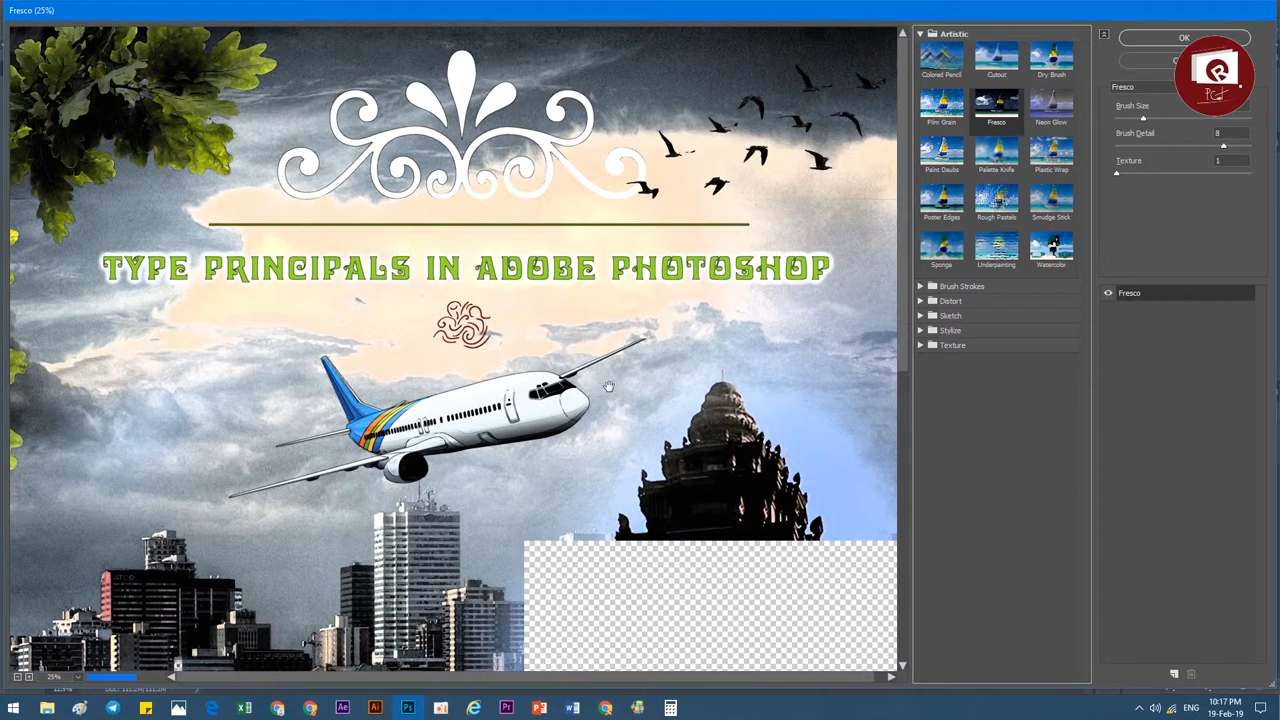 Fresco (25%)
Artistic
OK
Colored Pencil
Cutout
Dry Brush
Fresco
Brush Size
Film Grain
Fresco
Neon Glow
Brush Detail
8
Texture
1
Paint Daubs
Palette Knife
Plastic Wrap
Poster Edges
Rough Pastels
Smudge Stick
TYPE PRINCIPALS IN ADOBE PHOTOSHOP
Sponge
Underpainting
Watercolor
Brush Strokes
Fresco
Distort
Sketch
Stylize
Texture
ATCO
25%
ENG
10:17 PM
19-Feb-19